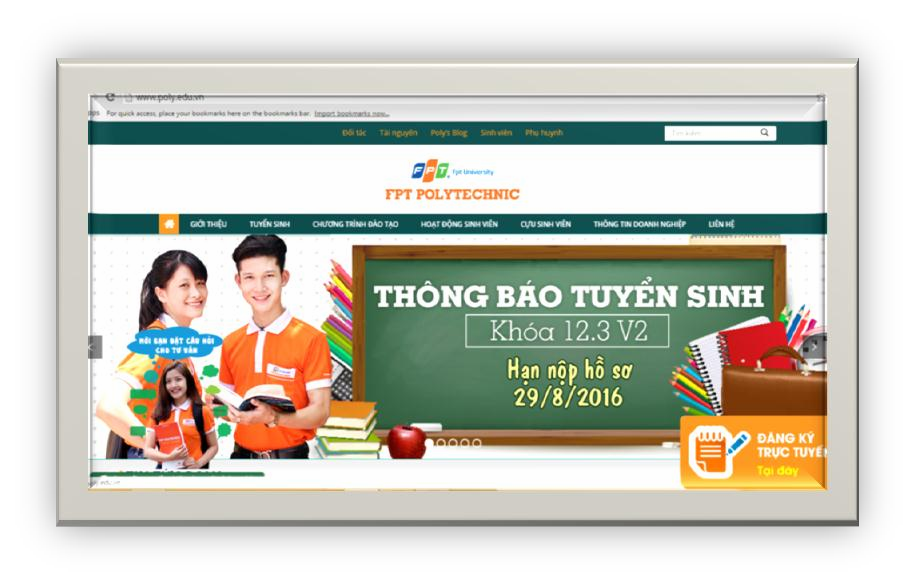 www.poly.edu.vn
For quick access, place your bookmarks here on the bookmarks bar. Import bookmarks now...
Đối tác Tài nguyên Poly's Blog Sinh viên Phụ huynh
Tìm kiếm
FPT Fpt University
FPT POLYTECHNIC
GIỚI THIỆU TUYỂN SINH CHƯƠNG TRÌNH ĐÀO TẠO HOẠT ĐỘNG SINH VIÊN CỰU SINH VIÊN THÔNG TIN DOANH NGHIỆP LIÊN HỆ
THÔNG BÁO TUYỂN SINH
Khóa 12.3 V2
Hạn nộp hồ sơ
29/8/2016
MỜI BẠN ĐẶT CÂU HỎI
CHO TƯ VẤN
ĐĂNG KÝ
TRỰC TUYẾN
Tại đây